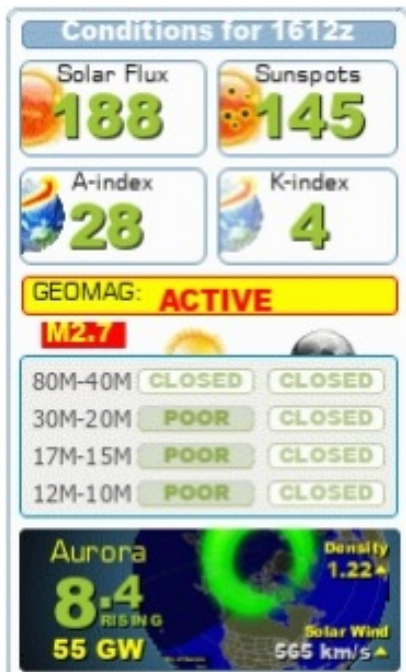 Conditions for 1612z
Solar Flux
188
Sunspots
145
A-index
28
K-index
4
GEOMAG: ACTIVE
M2.7
80M-40M CLOSED CLOSED
30M-20M POOR CLOSED
17M-15M POOR CLOSED
12M-10M POOR CLOSED
Aurora
8.4
RISING
55 GW
Density
1.22
Solar Wind
565 km/s